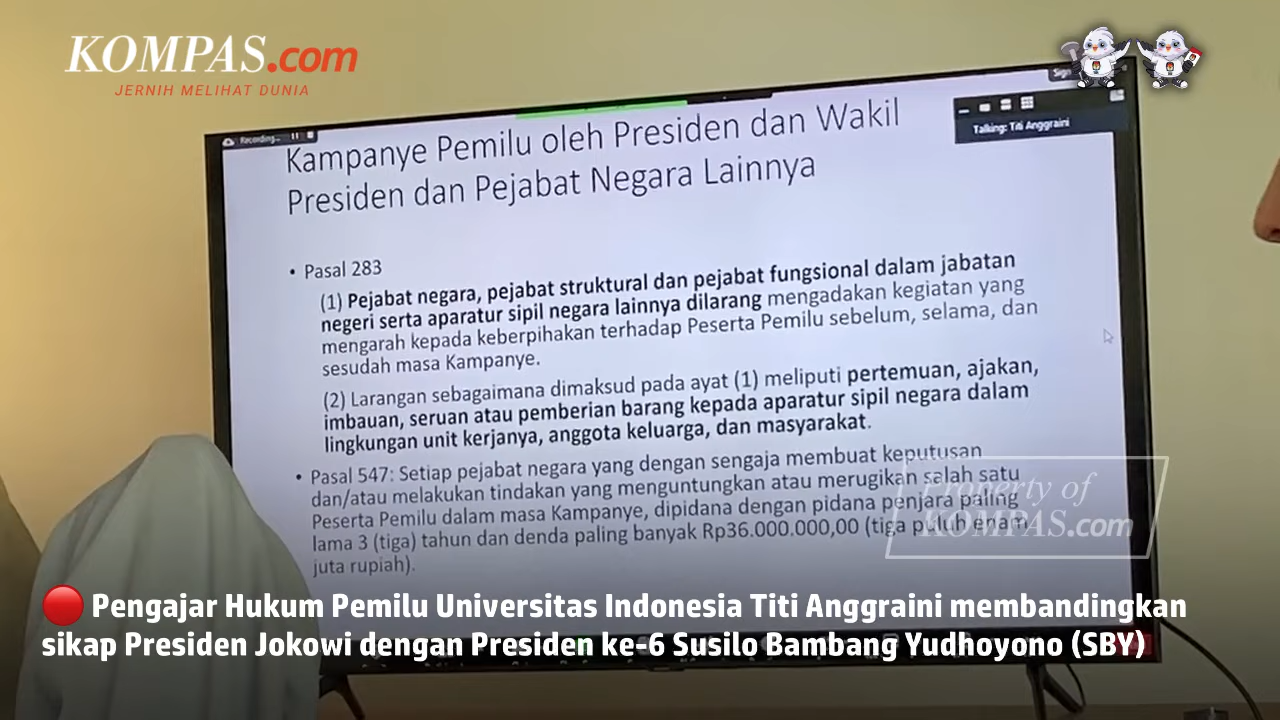 KOMPAS.com
JERNIH MELIHAT DUNIA
Recording...
Talking: Titi Anggraini
Kampanye Pemilu oleh Presiden dan Wakil
Presiden dan Pejabat Negara Lainnya
• Pasal 283
(1) Pejabat negara, pejabat struktural dan pejabat fungsional dalam jabatan
negeri serta aparatur sipil negara lainnya dilarang mengadakan kegiatan yang
mengarah kepada keberpihakan terhadap Peserta Pemilu sebelum, selama, dan
sesudah masa Kampanye.
(2) Larangan sebagaimana dimaksud pada ayat (1) meliputi pertemuan, ajakan,
imbauan, seruan atau pemberian barang kepada aparatur sipil negara dalam
lingkungan unit kerjanya, anggota keluarga, dan masyarakat.
• Pasal 547: Setiap pejabat negara yang dengan sengaja membuat keputusan
dan/atau melakukan tindakan yang menguntungkan atau merugikan salah satu
Peserta Pemilu dalam masa Kampanye, dipidana dengan pidana penjara paling
lama 3 (tiga) tahun dan denda paling banyak Rp36.000.000,00 (tiga puluh enam
juta rupiah).
Property of
KOMPAS.com
Pengajar Hukum Pemilu Universitas Indonesia Titi Anggraini membandingkan
sikap Presiden Jokowi dengan Presiden ke-6 Susilo Bambang Yudhoyono (SBY)